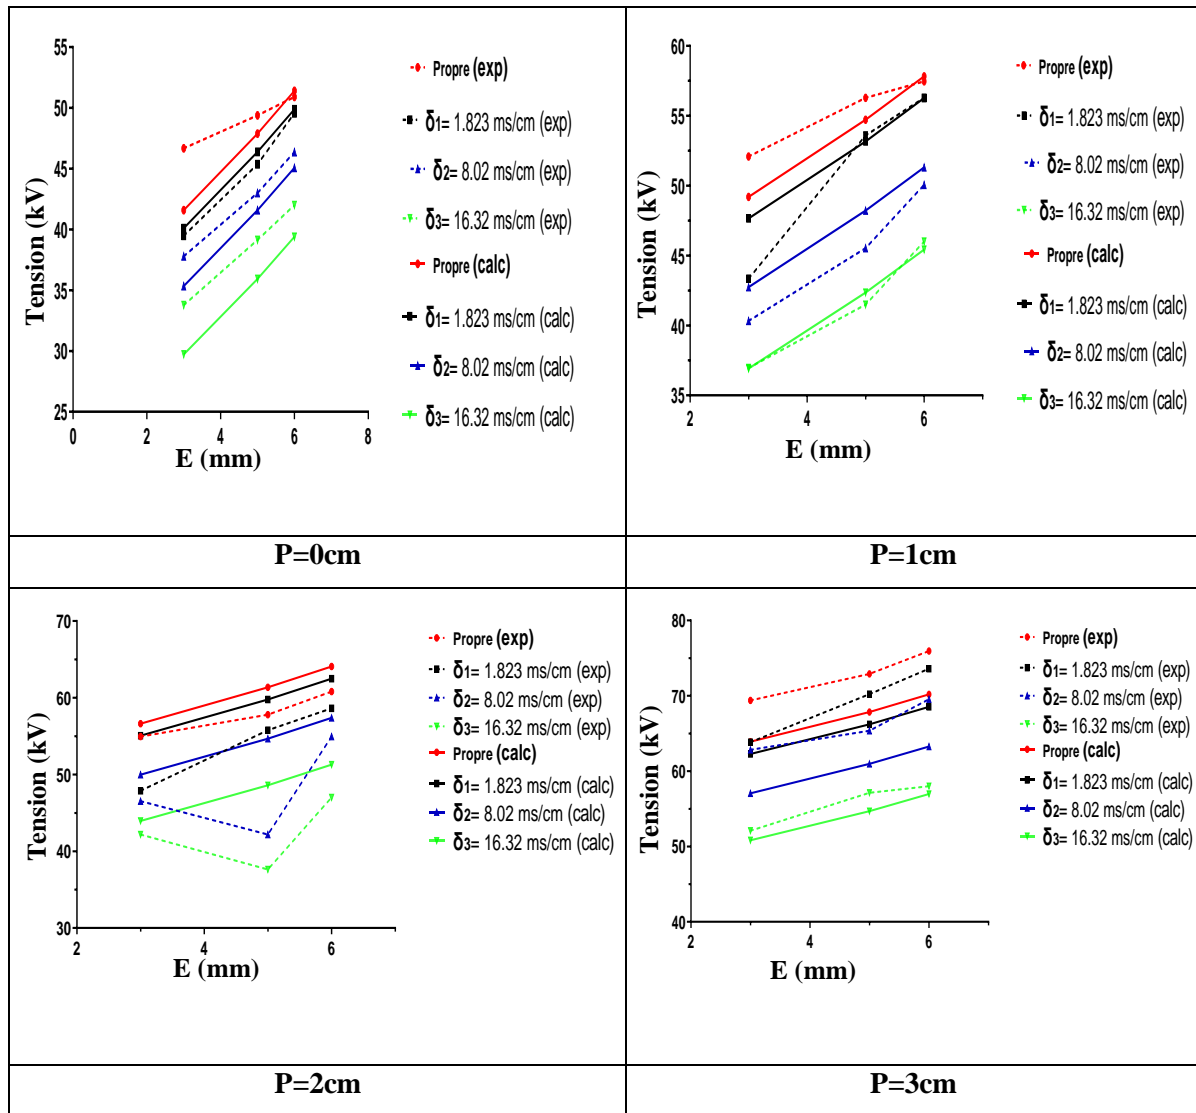 Tension (kV)
55
50
45
40
35
30
25
0 2 4 6 8
E (mm)
Propre (exp)
δ1= 1.823 ms/cm (exp)
δ2= 8.02 ms/cm (exp)
δ3= 16.32 ms/cm (exp)
Propre (calc)
δ1= 1.823 ms/cm (calc)
δ2= 8.02 ms/cm (calc)
δ3= 16.32 ms/cm (calc)
P=0cm
Tension (kV)
60
55
50
45
40
35
2 4 6
E (mm)
Propre (exp)
δ1= 1.823 ms/cm (exp)
δ2= 8.02 ms/cm (exp)
δ3= 16.32 ms/cm (exp)
Propre (calc)
δ1= 1.823 ms/cm (calc)
δ2= 8.02 ms/cm (calc)
δ3= 16.32 ms/cm (calc)
P=1cm
Tension (kV)
70
60
50
40
30
2 4 6
E (mm)
Propre (exp)
δ1= 1.823 ms/cm (exp)
δ2= 8.02 ms/cm (exp)
δ3= 16.32 ms/cm (exp)
Propre (calc)
δ1= 1.823 ms/cm (calc)
δ2= 8.02 ms/cm (calc)
δ3= 16.32 ms/cm (calc)
P=2cm
Tension (kV)
80
70
60
50
40
2 4 6
E (mm)
Propre (exp)
δ1= 1.823 ms/cm (exp)
δ2= 8.02 ms/cm (exp)
δ3= 16.32 ms/cm (exp)
Propre (calc)
δ1= 1.823 ms/cm (calc)
δ2= 8.02 ms/cm (calc)
δ3= 16.32 ms/cm (calc)
P=3cm